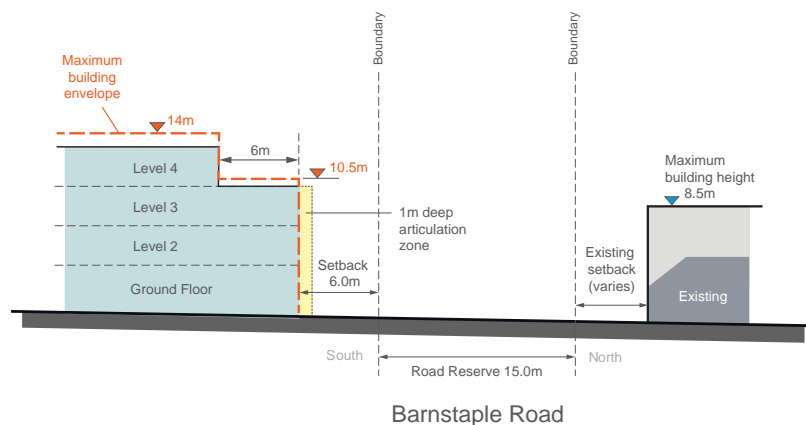 Boundary
Boundary
Maximum
building
envelope
14m
6m
10.5m
Level 4
Level 3
Level 2
Ground Floor
1m deep
articulation
zone
Setback
6.0m
Maximum
building height
8.5m
Existing
setback
(varies)
Existing
South
North
Road Reserve 15.0m
Barnstaple Road